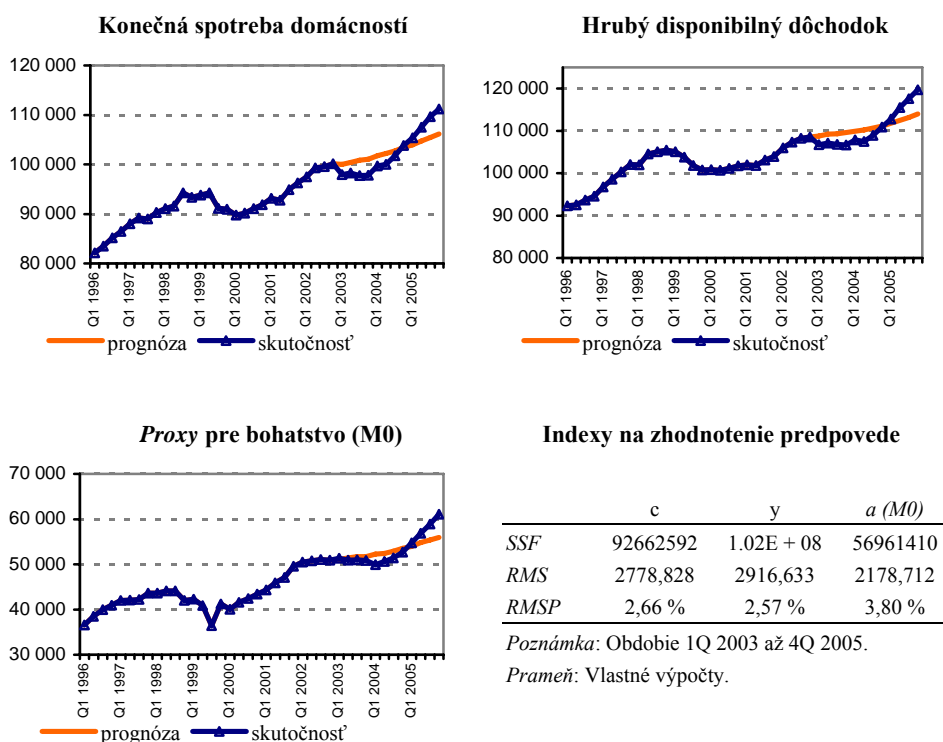 Konečná spotreba domácností
120 000
110 000
100 000
90 000
80 000
Q1 1996
Q1 1997
Q1 1998
Q1 1999
Q1 2000
Q1 2001
Q1 2002
Q1 2003
Q1 2004
Q1 2005
prognóza
skutočnosť
Hrubý disponibilný dôchodok
120 000
110 000
100 000
90 000
80 000
Q1 1996
Q1 1997
Q1 1998
Q1 1999
Q1 2000
Q1 2001
Q1 2002
Q1 2003
Q1 2004
Q1 2005
prognóza
skutočnosť
Proxy pre bohatstvo (M0)
70 000
60 000
50 000
40 000
30 000
Q1 1996
Q1 1997
Q1 1998
Q1 1999
Q1 2000
Q1 2001
Q1 2002
Q1 2003
Q1 2004
Q1 2005
prognóza
skutočnosť
Indexy na zhodnotenie predpovede
c y a (M0)
SSF 92662592 1.02E + 08 56961410
RMS 2778,828 2916,633 2178,712
RMSP 2,66 % 2,57 % 3,80 %
Poznámka: Obdobie 1Q 2003 až 4Q 2005.
Prameň: Vlastné výpočty.